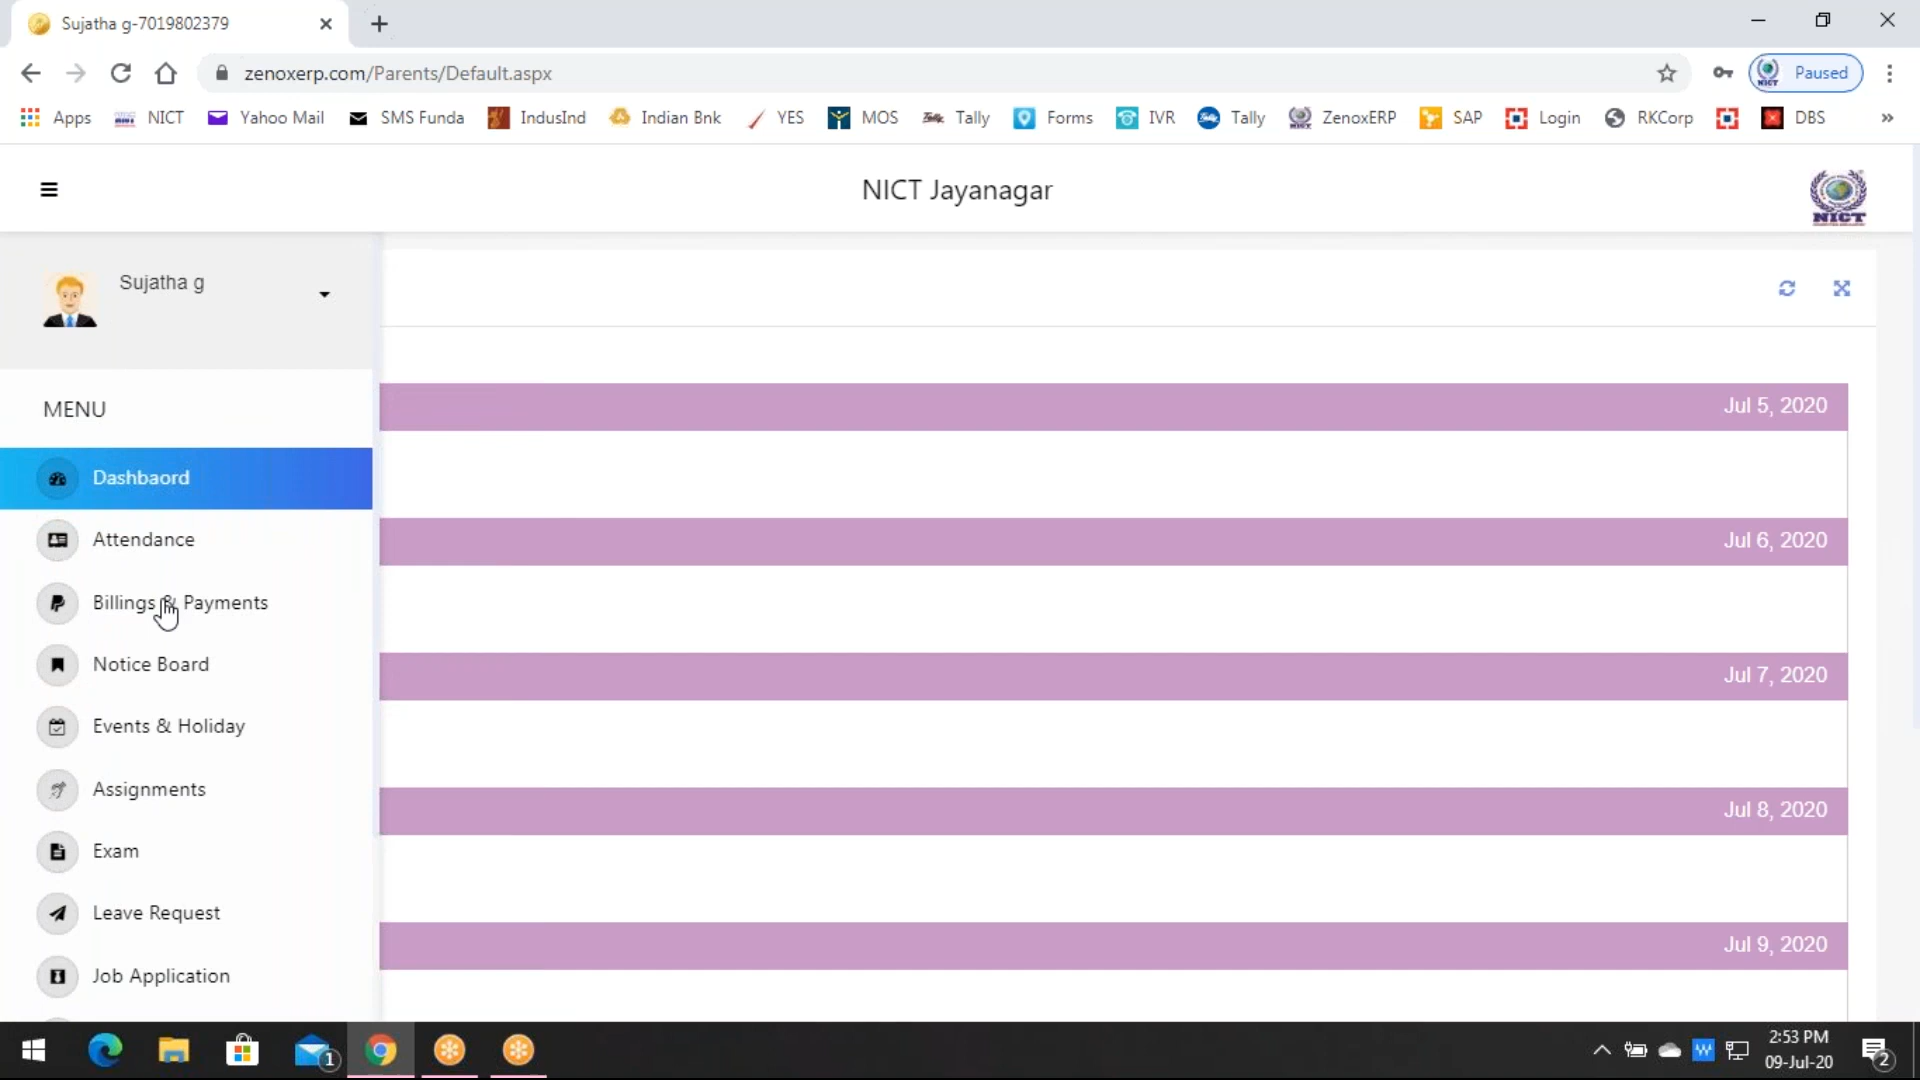 Sujatha g-7019802379
zenoxerp.com/Parents/Default.aspx
Paused
Apps NICT Yahoo Mail SMS Funda IndusInd Indian Bnk YES MOS Tally Forms IVR Tally ZenoxERP SAP Login RKCorp DBS »
NICT Jayanagar
NICT
Sujatha g
MENU
Dashbaord
Attendance
Billings & Payments
Notice Board
Events & Holiday
Assignments
Exam
Leave Request
Job Application
Jul 5, 2020
Jul 6, 2020
Jul 7, 2020
Jul 8, 2020
Jul 9, 2020
1
2:53 PM
09-Jul-20
2